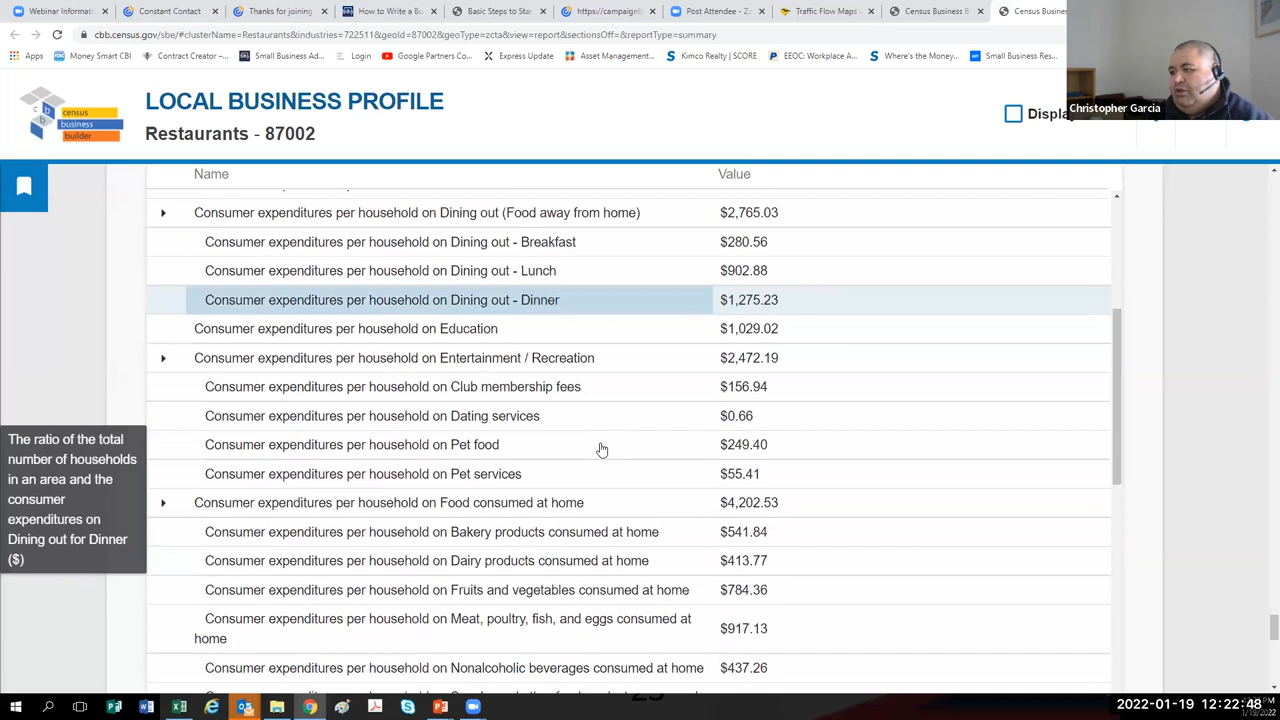 Webinar Informati
Constant Contact
Thanks for joining
How to Write a B
Basic Steps to Star
https://campaignl
Post Attendee - Z
Traffic Flow Maps
Census Business B
Census Busin
cbb.census.gov/sbe/#clusterName=Restaurants&industries=722511&geoId=87002&geoType=zcta&view=report&sectionsOff=&reportType=summary
Apps
Money Smart CBI
Contract Creator –...
Small Business Ad...
Login
Google Partners Co...
Express Update
Asset Management...
Kimco Realty | SCORE
EEOC: Workplace A...
Where's the Money...
Small Business Res...
Christopher Garcia
census
business
builder
c
b
b
LOCAL BUSINESS PROFILE
Restaurants - 87002
Display
Name Value
Consumer expenditures per household on Dining out (Food away from home) $2,765.03
Consumer expenditures per household on Dining out - Breakfast $280.56
Consumer expenditures per household on Dining out - Lunch $902.88
Consumer expenditures per household on Dining out - Dinner $1,275.23
Consumer expenditures per household on Education $1,029.02
Consumer expenditures per household on Entertainment / Recreation $2,472.19
Consumer expenditures per household on Club membership fees $156.94
Consumer expenditures per household on Dating services $0.66
Consumer expenditures per household on Pet food $249.40
Consumer expenditures per household on Pet services $55.41
Consumer expenditures per household on Food consumed at home $4,202.53
Consumer expenditures per household on Bakery products consumed at home $541.84
Consumer expenditures per household on Dairy products consumed at home $413.77
Consumer expenditures per household on Fruits and vegetables consumed at home $784.36
Consumer expenditures per household on Meat, poultry, fish, and eggs consumed at
home $917.13
Consumer expenditures per household on Nonalcoholic beverages consumed at home $437.26
The ratio of the total
number of households
in an area and the
consumer
expenditures on
Dining out for Dinner
($)
2022-01-19 12:22:48
1/19/2022